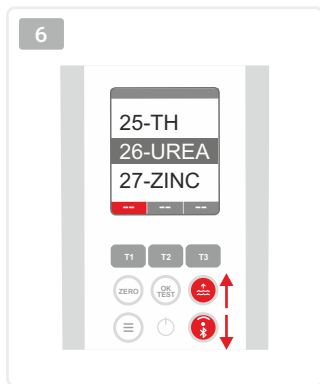 6
25-TH
26-UREA
27-ZINC
-- -- --
T1 T2 T3
ZERO OK TEST